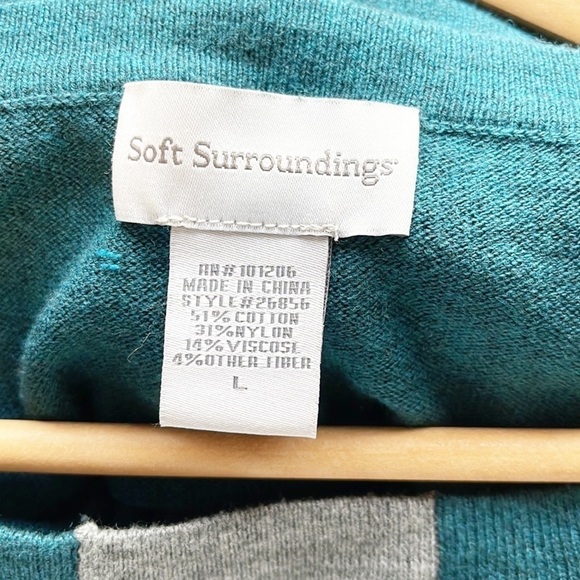 Soft Surroundings
RN#101206
MADE IN CHINA
STYLE#26856
51% COTTON
31%NYLON
14% VISCOSE
4%OTHER FIBER
L